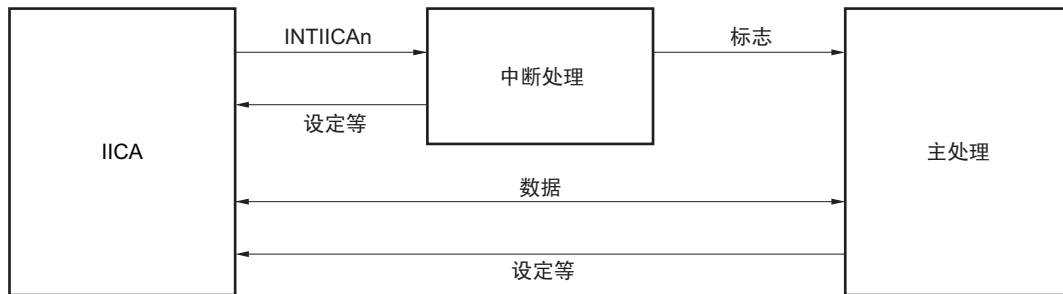 INTIICAn
标志
中断处理
设定等
IICA
主处理
数据
设定等